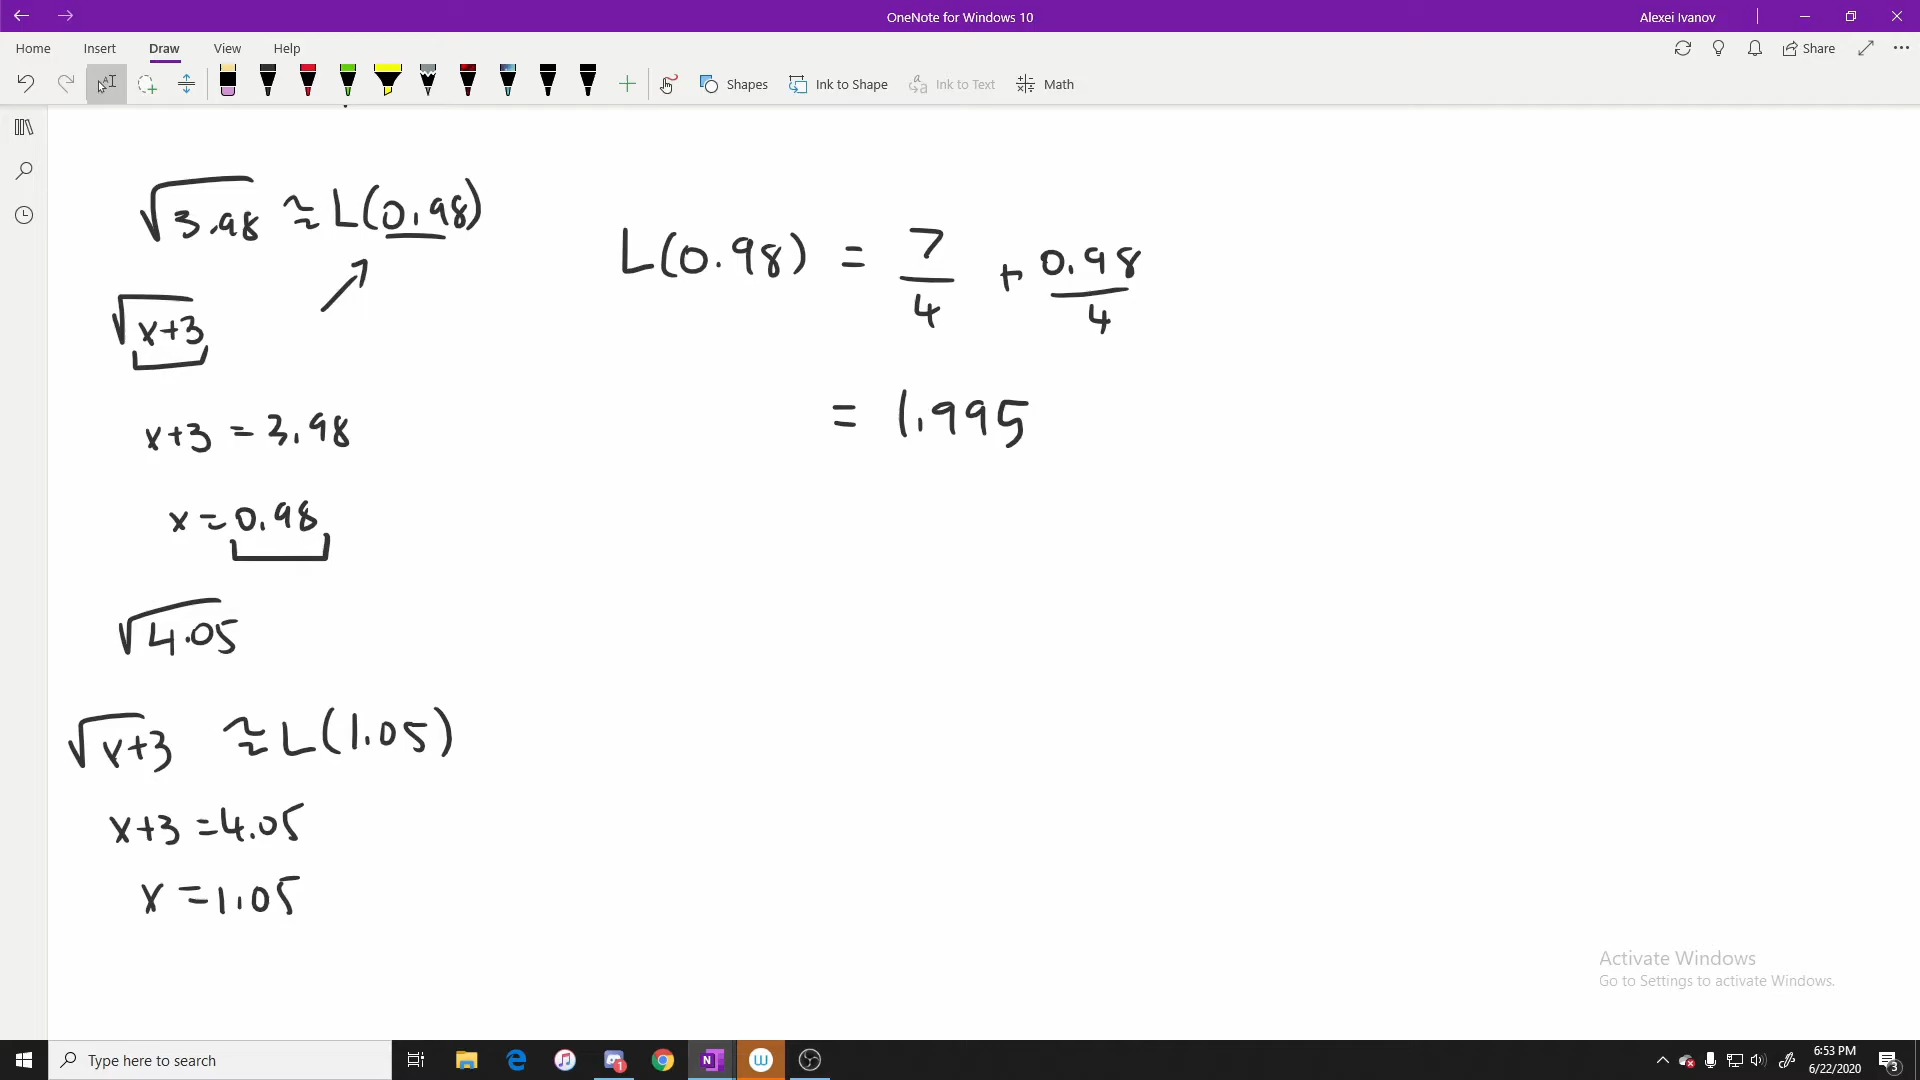 OneNote for Windows 10
Alexei Ivanov
Home Insert Draw View Help
Share
Shapes Ink to Shape Ink to Text Math
√3.98 ≈ L(0.98)
√x+3
x+3 = 3.98
x = 0.98
√4.05
√x+3 ≈ L(1.05)
x+3 = 4.05
x = 1.05
L(0.98) = 7/4 + 0.98/4
= 1.995
Activate Windows
Go to Settings to activate Windows.
Type here to search
6:53 PM
6/22/2020